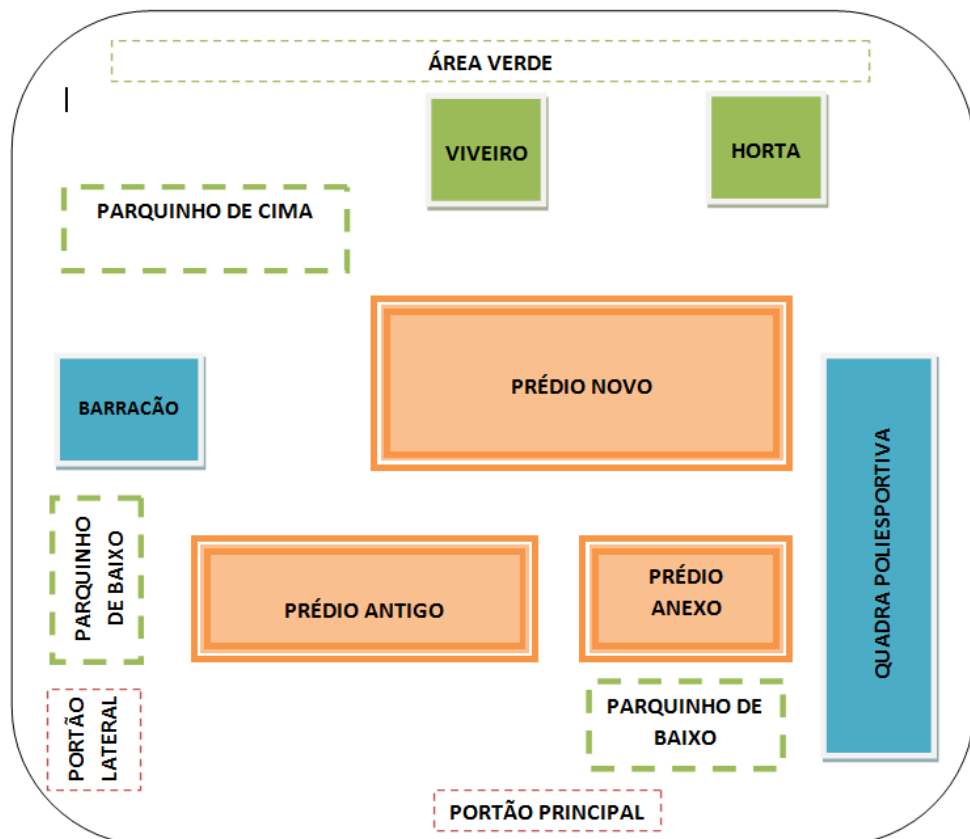 ÁREA VERDE
VIVEIRO
HORTA
PARQUINHO DE CIMA
PRÉDIO NOVO
BARRACÃO
QUADRA POLIESPORTIVA
PARQUINHO
DE BAIXO
PRÉDIO ANTIGO
PRÉDIO
ANEXO
PORTÃO
LATERAL
PARQUINHO DE
BAIXO
PORTÃO PRINCIPAL